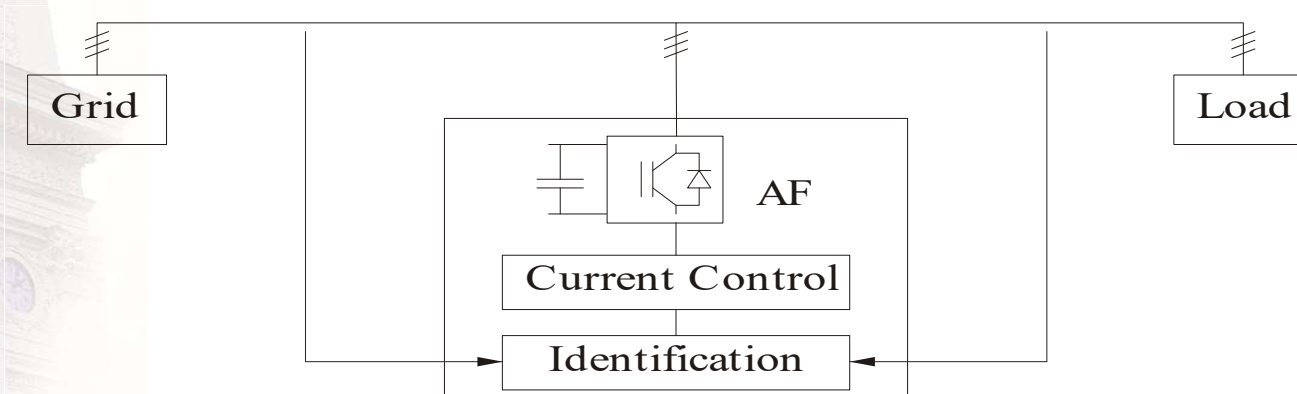 Grid
Load
AF
Current Control
Identification